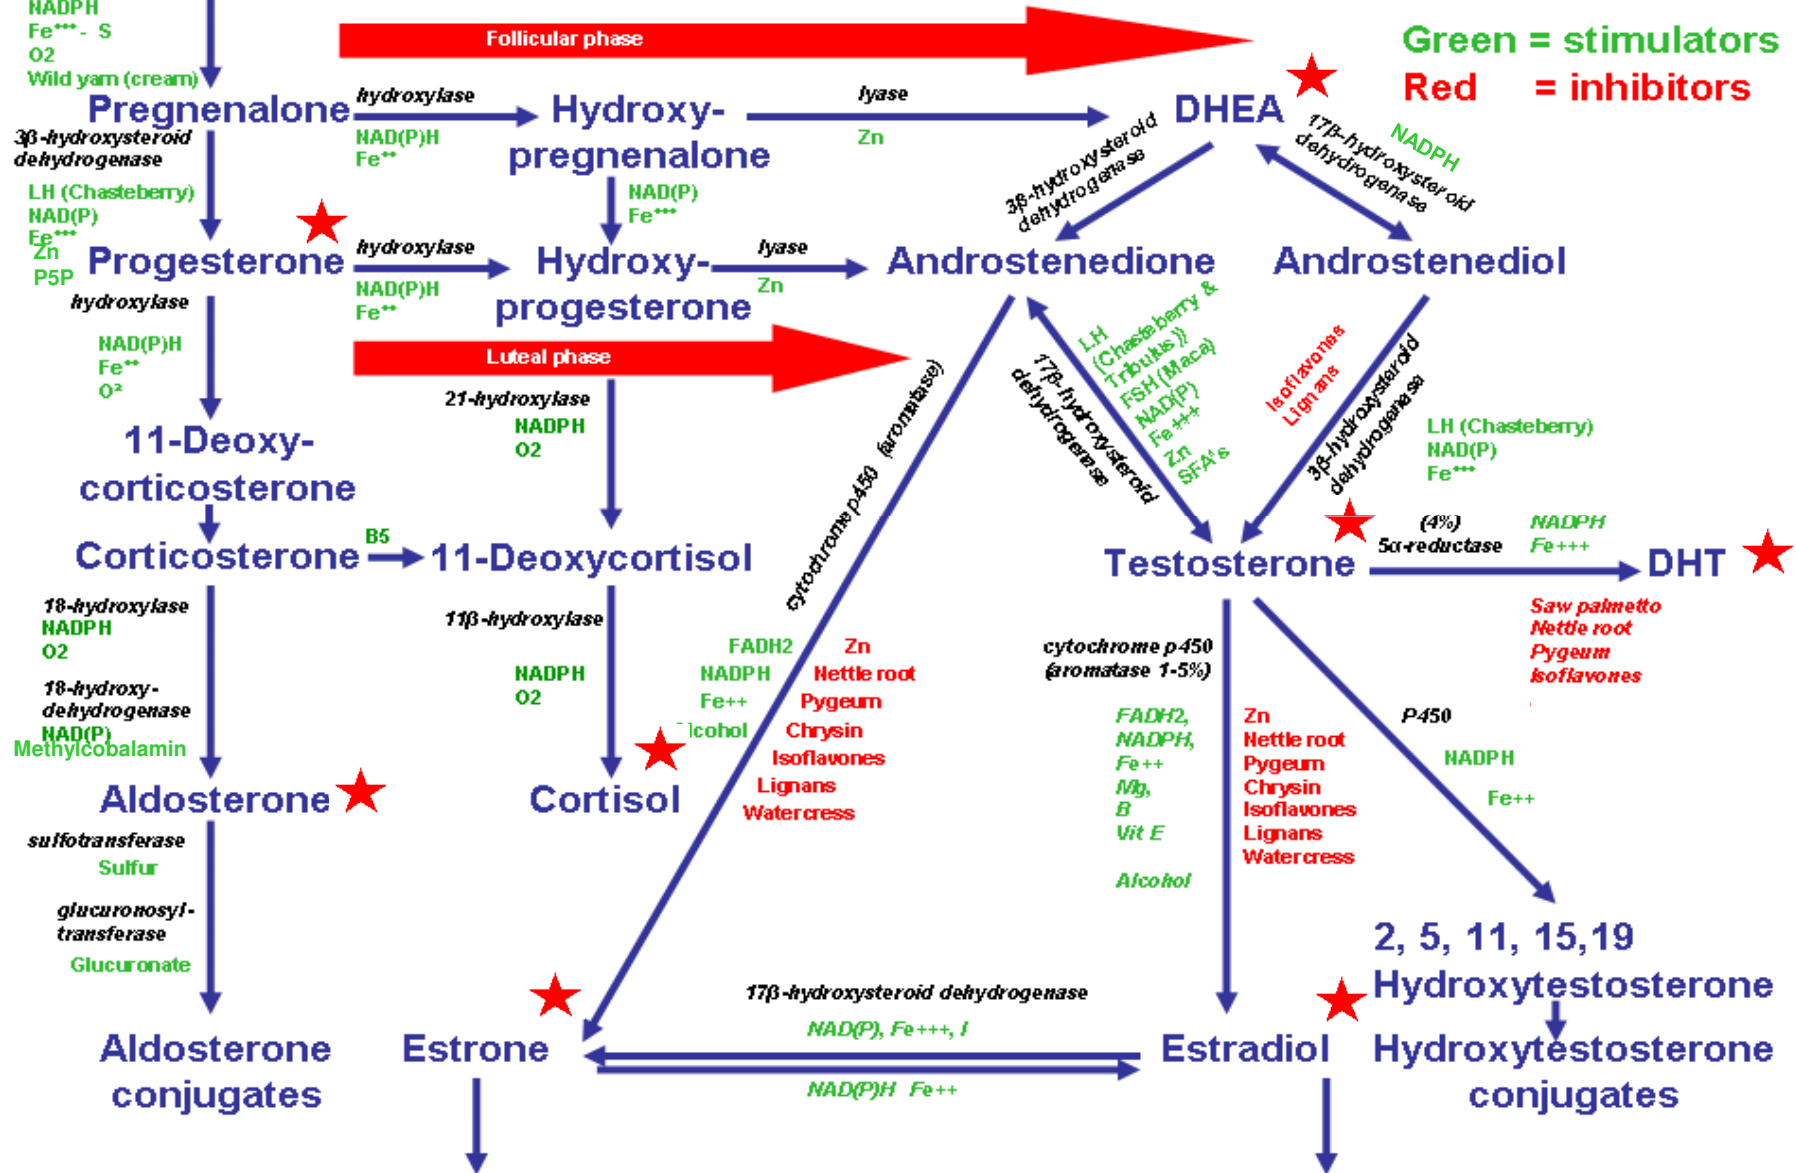 NADPH
Fe+++ - S
O2
Wild yam (cream)
Follicular phase
Green = stimulators
Red = inhibitors
Pregnenalone
hydroxylase
NAD(P)H
Fe++
Hydroxy-
pregnenalone
lyase
Zn
DHEA
3β-hydroxysteroid
dehydrogenase
LH (Chasteberry)
NAD(P)
Fe+++
Zn
P5P
NAD(P)
Fe+++
3β-hydroxysteroid
dehydrogenase
17β-hydroxysteroid
dehydrogenase
NADPH
Progesterone
hydroxylase
NAD(P)H
Fe++
Hydroxy-
progesterone
lyase
Zn
Androstenedione
Androstenediol
hydroxylase
NAD(P)H
Fe++
O²
Luteal phase
21-hydroxylase
NADPH
O2
cytochrome p450 (arometase)
17β-hydroxysteroid
dehydrogenase
LH
(Chasteberry &
Tribulus))
FSH (Maca)
NAD(P)
Fe+++
Zn
SFA's
Isoflavones
Lignans
3β-hydroxysteroid
dehydrogenase
LH (Chasteberry)
NAD(P)
Fe+++
11-Deoxy-
corticosterone
Corticosterone
B5
11-Deoxycortisol
Testosterone
(4%)
5α-reductase
NADPH
Fe+++
DHT
Saw palmetto
Nettle root
Pygeum
Isoflavones
18-hydroxylase
NADPH
O2
18-hydroxy-
dehydrogenase
NAD(P)
Methylcobalamin
11β-hydroxylase
NADPH
O2
FADH2
NADPH
Fe++
lcohol
Zn
Nettle root
Pygeum
Chrysin
Isoflavones
Lignans
Watercress
cytochrome p450
(aromatase 1-5%)
FADH2,
NADPH,
Fe++
Mg,
B
Vit E
Alcohol
Zn
Nettle root
Pygeum
Chrysin
Isoflavones
Lignans
Watercress
P450
NADPH
Fe++
Aldosterone
Cortisol
sulfotransferase
Sulfur
glucuronosyl-
transferase
Glucuronate
2, 5, 11, 15,19
Hydroxytestosterone
17β-hydroxysteroid dehydrogenase
NAD(P), Fe+++, I
NAD(P)H Fe++
Aldosterone
conjugates
Estrone
Estradiol
Hydroxytestosterone
conjugates